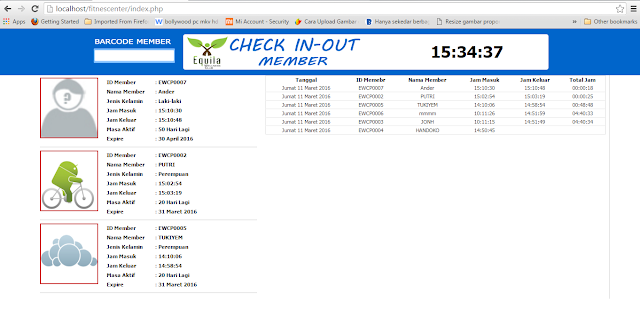 localhost/fitnescenter/index.php
Apps Getting Started Imported From Firefo bollywood pc mkv hd Mi Account - Security Cara Upload Gambar Hanya sekedar berbag Resize gambar propo » Other bookmarks
BARCODE MEMBER
Equila
CHECK IN-OUT
MEMBER
15:34:37
ID Member : EWCP0007
Nama Member : Ander
Jenis Kelamin : Laki-laki
Jam Masuk : 15:10:30
Jam Keluar : 15:10:48
Masa Aktif : 50 Hari Lagi
Expire : 30 April 2016
ID Member : EWCP0002
Nama Member : PUTRI
Jenis Kelamin : Perempuan
Jam Masuk : 15:02:54
Jam Keluar : 15:03:19
Masa Aktif : 20 Hari Lagi
Expire : 31 Maret 2016
ID Member : EWCP0005
Nama Member : TUKIYEM
Jenis Kelamin : Perempuan
Jam Masuk : 14:10:06
Jam Keluar : 14:58:54
Masa Aktif : 20 Hari Lagi
Expire : 31 Maret 2016
Tanggal ID Memebr Nama Member Jam Masuk Jam Keluar Total Jam
Jumat 11 Maret 2016 EWCP0007 Ander 15:10:30 15:10:48 00:00:18
Jumat 11 Maret 2016 EWCP0002 PUTRI 15:02:54 15:03:19 00:00:25
Jumat 11 Maret 2016 EWCP0005 TUKIYEM 14:10:06 14:58:54 00:48:48
Jumat 11 Maret 2016 EWCP0006 mmmm 10:11:26 14:51:59 04:40:33
Jumat 11 Maret 2016 EWCP0003 JONH 10:11:15 14:51:49 04:40:34
Jumat 11 Maret 2016 EWCP0004 HANDOKO 14:50:45